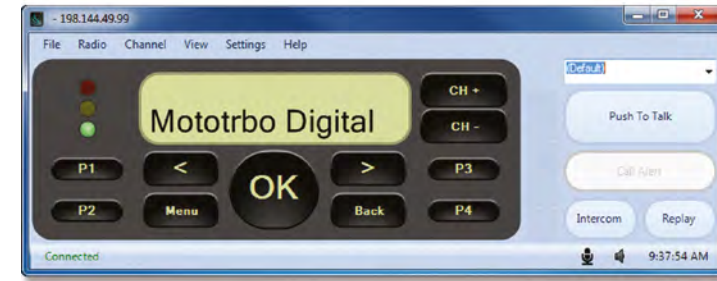 - 198.144.49.99
File Radio Channel View Settings Help
(Default)
Mototrbo Digital
CH +
CH -
Push To Talk
P1 < OK > P3
Call Alert
P2 Menu Back P4
Intercom Replay
Connected 9:37:54 AM